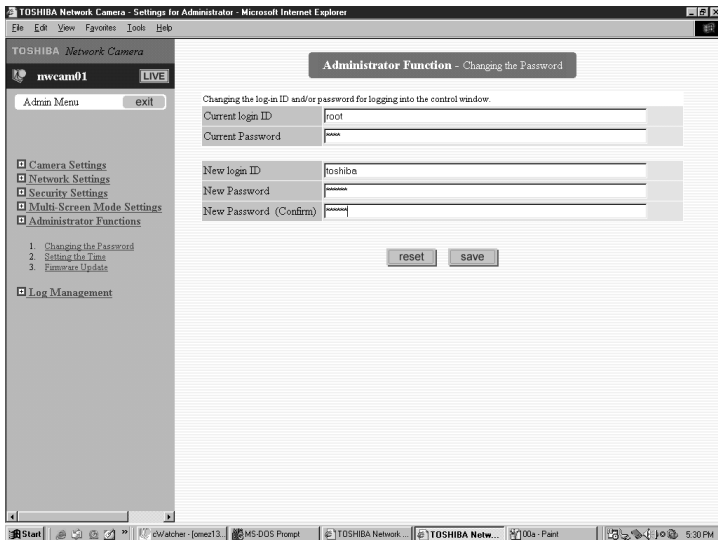 TOSHIBA Network Camera - Settings for Administrator - Microsoft Internet Explorer
File Edit View Favorites Tools Help
TOSHIBA Network Camera
nwcam01 LIVE
Admin Menu exit
Camera Settings
Network Settings
Security Settings
Multi-Screen Mode Settings
Administrator Functions
1. Changing the Password
2. Setting the Time
3. Firmware Update
Log Management
Administrator Function - Changing the Password
Changing the log-in ID and/or password for logging into the control window.
Current login ID root
Current Password ****
New login ID toshiba
New Password ******
New Password (Confirm) ******
reset save
Start » cWatcher - [omez13... MS-DOS Prompt TOSHIBA Network ... TOSHIBA Netw... 00a - Paint 5:30 PM